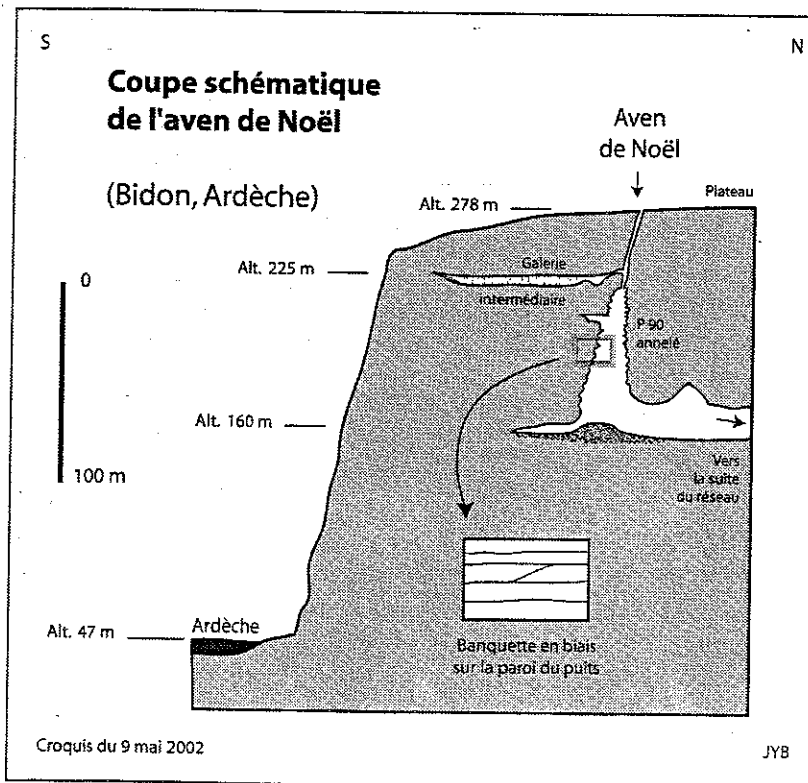 S
N
Coupe schématique
de l'aven de Noël
(Bidon, Ardèche)
Aven
de Noël
Plateau
Alt. 278 m
Alt. 225 m
Galerie
intermédiaire
0
P 90
annelé
Alt. 160 m
100 m
Vers
la suite
du réseau
Alt. 47 m
Ardèche
Banquette en biais
sur la paroi du puits
Croquis du 9 mai 2002
JYB